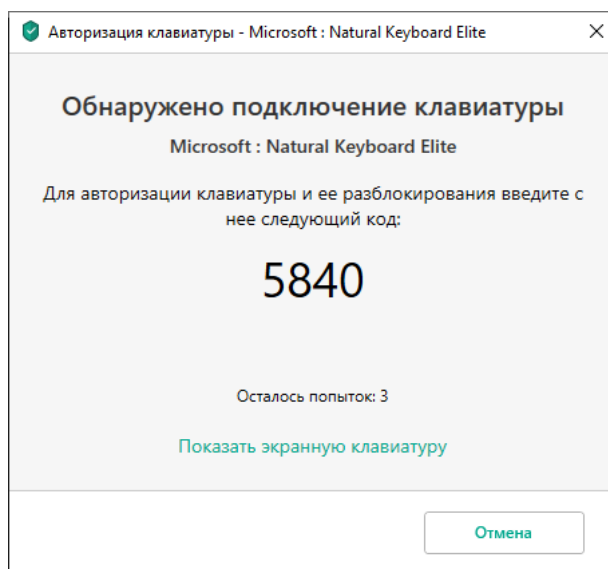 Авторизация клавиатуры - Microsoft : Natural Keyboard Elite
Обнаружено подключение клавиатуры
Microsoft : Natural Keyboard Elite
Для авторизации клавиатуры и ее разблокирования введите с
нее следующий код:
5840
Осталось попыток: 3
Показать экранную клавиатуру
Отмена